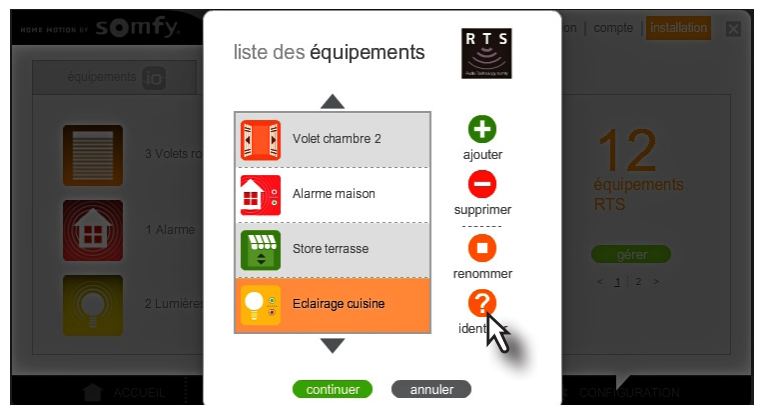 HOME MOTION BY somfy.
on | compte | installation
équipements io
liste des équipements
RTS
Radio Technology Somfy
Volet chambre 2
Alarme maison
Store terrasse
Eclairage cuisine
ajouter
supprimer
renommer
continuer
annuler
3 Volets ro
1 Alarme
2 Lumières
12
équipements
RTS
gérer
< 1 | 2 >
ACCUEIL
CONFIGURATION